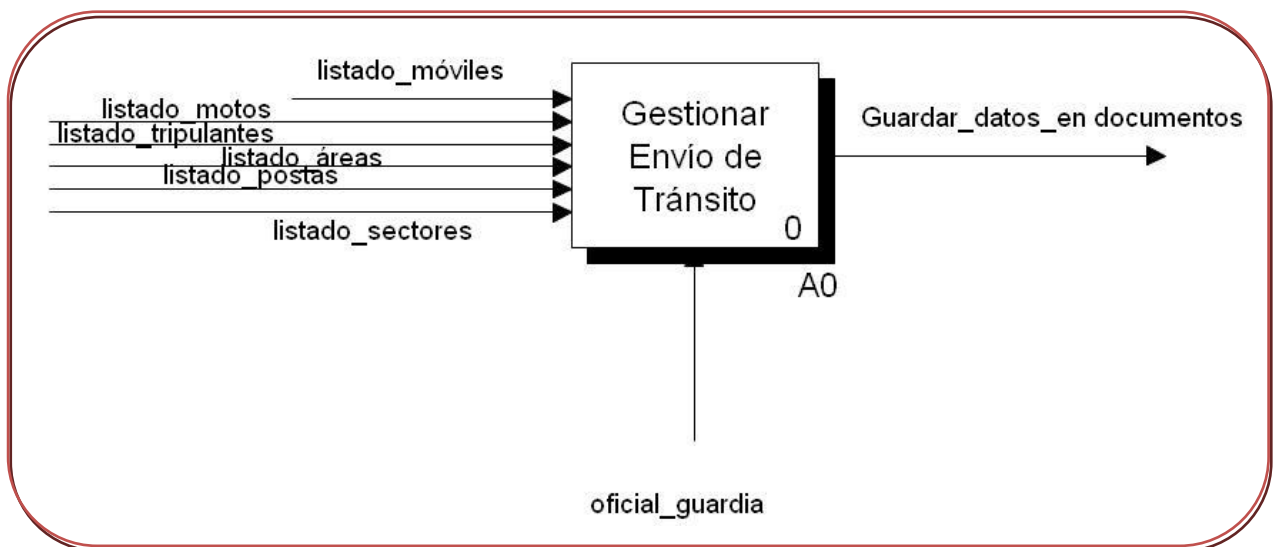 listado_móviles
listado_motos
listado_tripulantes
listado_áreas
listado_postas
listado_sectores
Gestionar
Envío de
Tránsito
0
A0
Guardar_datos_en documentos
oficial_guardia